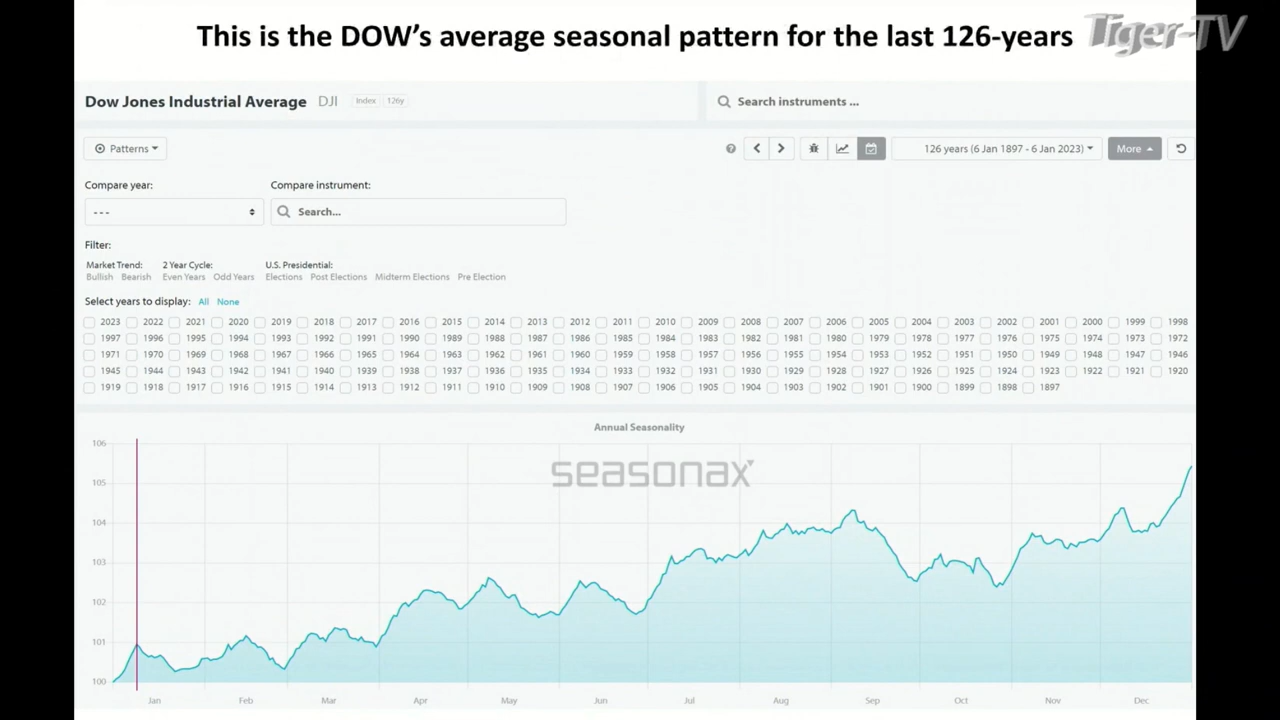 This is the DOW's average seasonal pattern for the last 126-years
Tiger-TV
Dow Jones Industrial Average DJI Index 126y
Search instruments ...
Patterns
126 years (6 Jan 1897 - 6 Jan 2023)
More
Compare year:
Compare instrument:
---
Search...
Filter:
Market Trend: 2 Year Cycle: U.S. Presidential:
Bullish Bearish Even Years Odd Years Elections Post Elections Midterm Elections Pre Election
Select years to display: All None
2023 2022 2021 2020 2019 2018 2017 2016 2015 2014 2013 2012 2011 2010 2009 2008 2007 2006 2005 2004 2003 2002 2001 2000 1999 1998
1997 1996 1995 1994 1993 1992 1991 1990 1989 1988 1987 1986 1985 1984 1983 1982 1981 1980 1979 1978 1977 1976 1975 1974 1973 1972
1971 1970 1969 1968 1967 1966 1965 1964 1963 1962 1961 1960 1959 1958 1957 1956 1955 1954 1953 1952 1951 1950 1949 1948 1947 1946
1945 1944 1943 1942 1941 1940 1939 1938 1937 1936 1935 1934 1933 1932 1931 1930 1929 1928 1927 1926 1925 1924 1923 1922 1921 1920
1919 1918 1917 1916 1915 1914 1913 1912 1911 1910 1909 1908 1907 1906 1905 1904 1903 1902 1901 1900 1899 1898 1897
Annual Seasonality
seasonax
106
105
104
103
102
101
100
Jan Feb Mar Apr May Jun Jul Aug Sep Oct Nov Dec